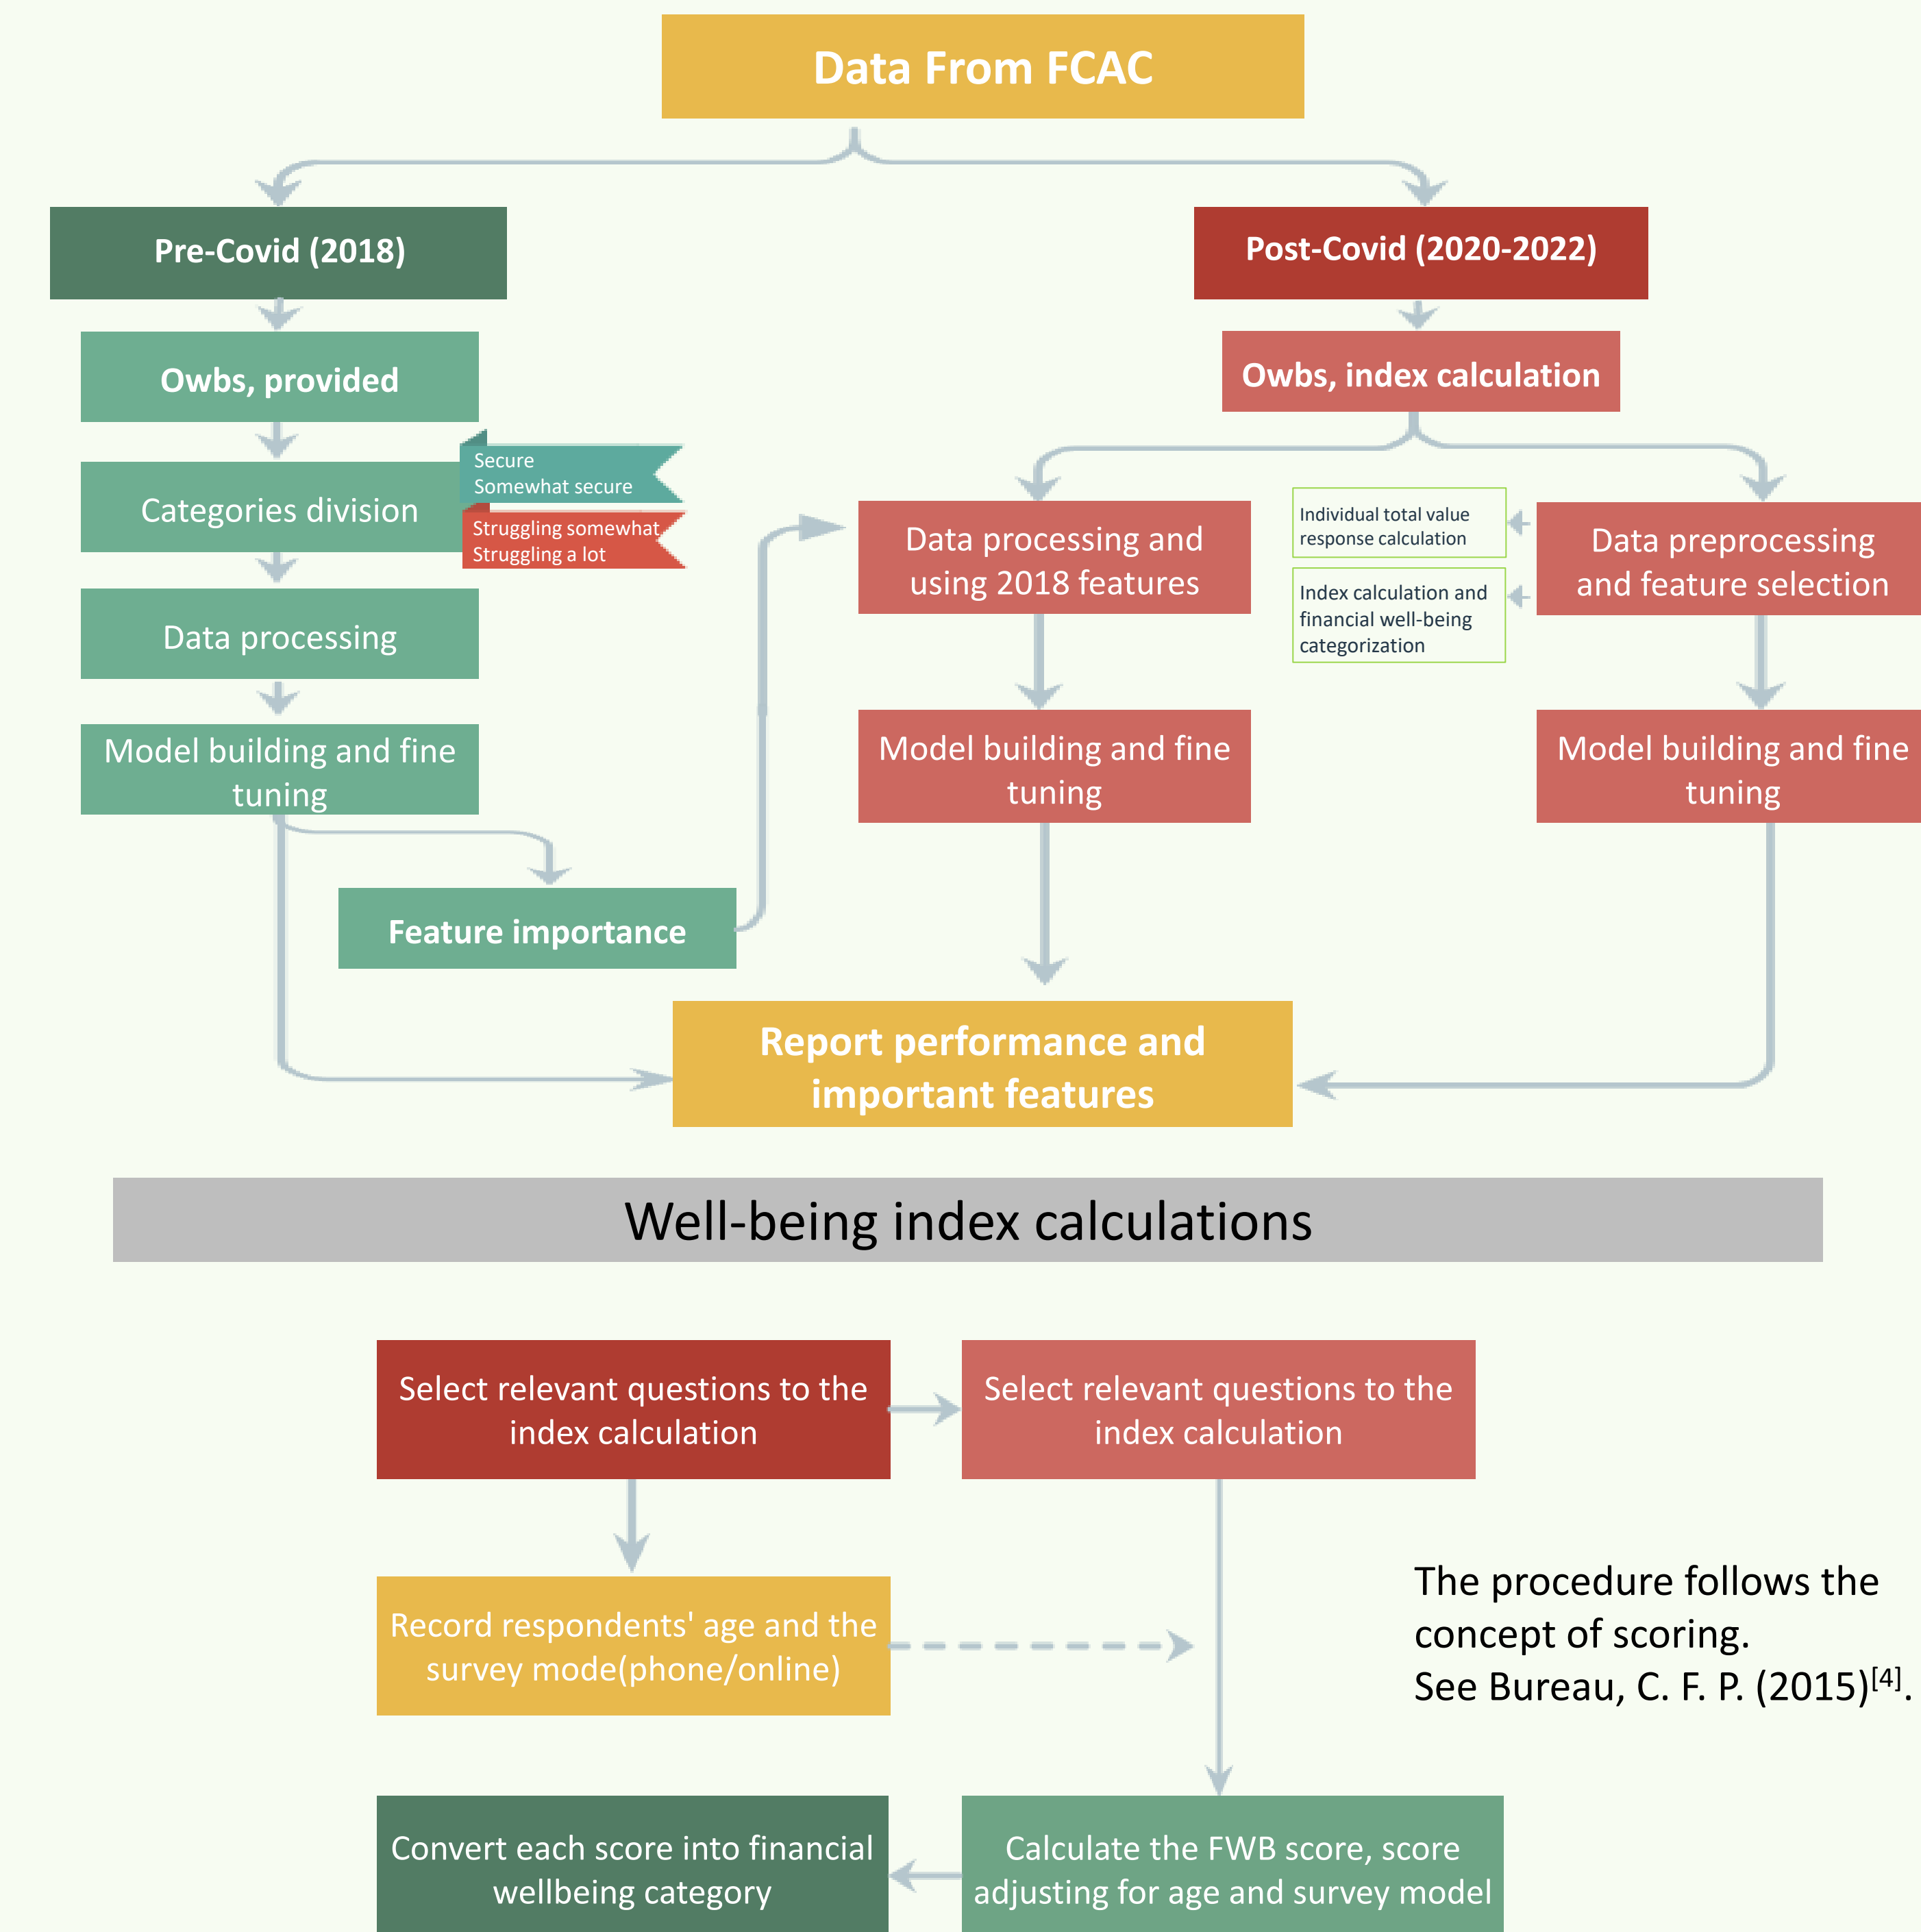 Data From FCAC
Pre-Covid (2018)
Post-Covid (2020-2022)
Owbs, provided
Owbs, index calculation
Categories division
Secure
Somewhat secure
Struggling somewhat
Struggling a lot
Data processing and
using 2018 features
Individual total value
response calculation
Index calculation and
financial well-being
categorization
Data preprocessing
and feature selection
Data processing
Model building and fine
tuning
Model building and fine
tuning
Model building and fine
tuning
Feature importance
Report performance and
important features
Well-being index calculations
Select relevant questions to the
index calculation
Select relevant questions to the
index calculation
Record respondents' age and the
survey mode(phone/online)
The procedure follows the
concept of scoring.
See Bureau, C. F. P. (2015)[4].
Convert each score into financial
wellbeing category
Calculate the FWB score, score
adjusting for age and survey model